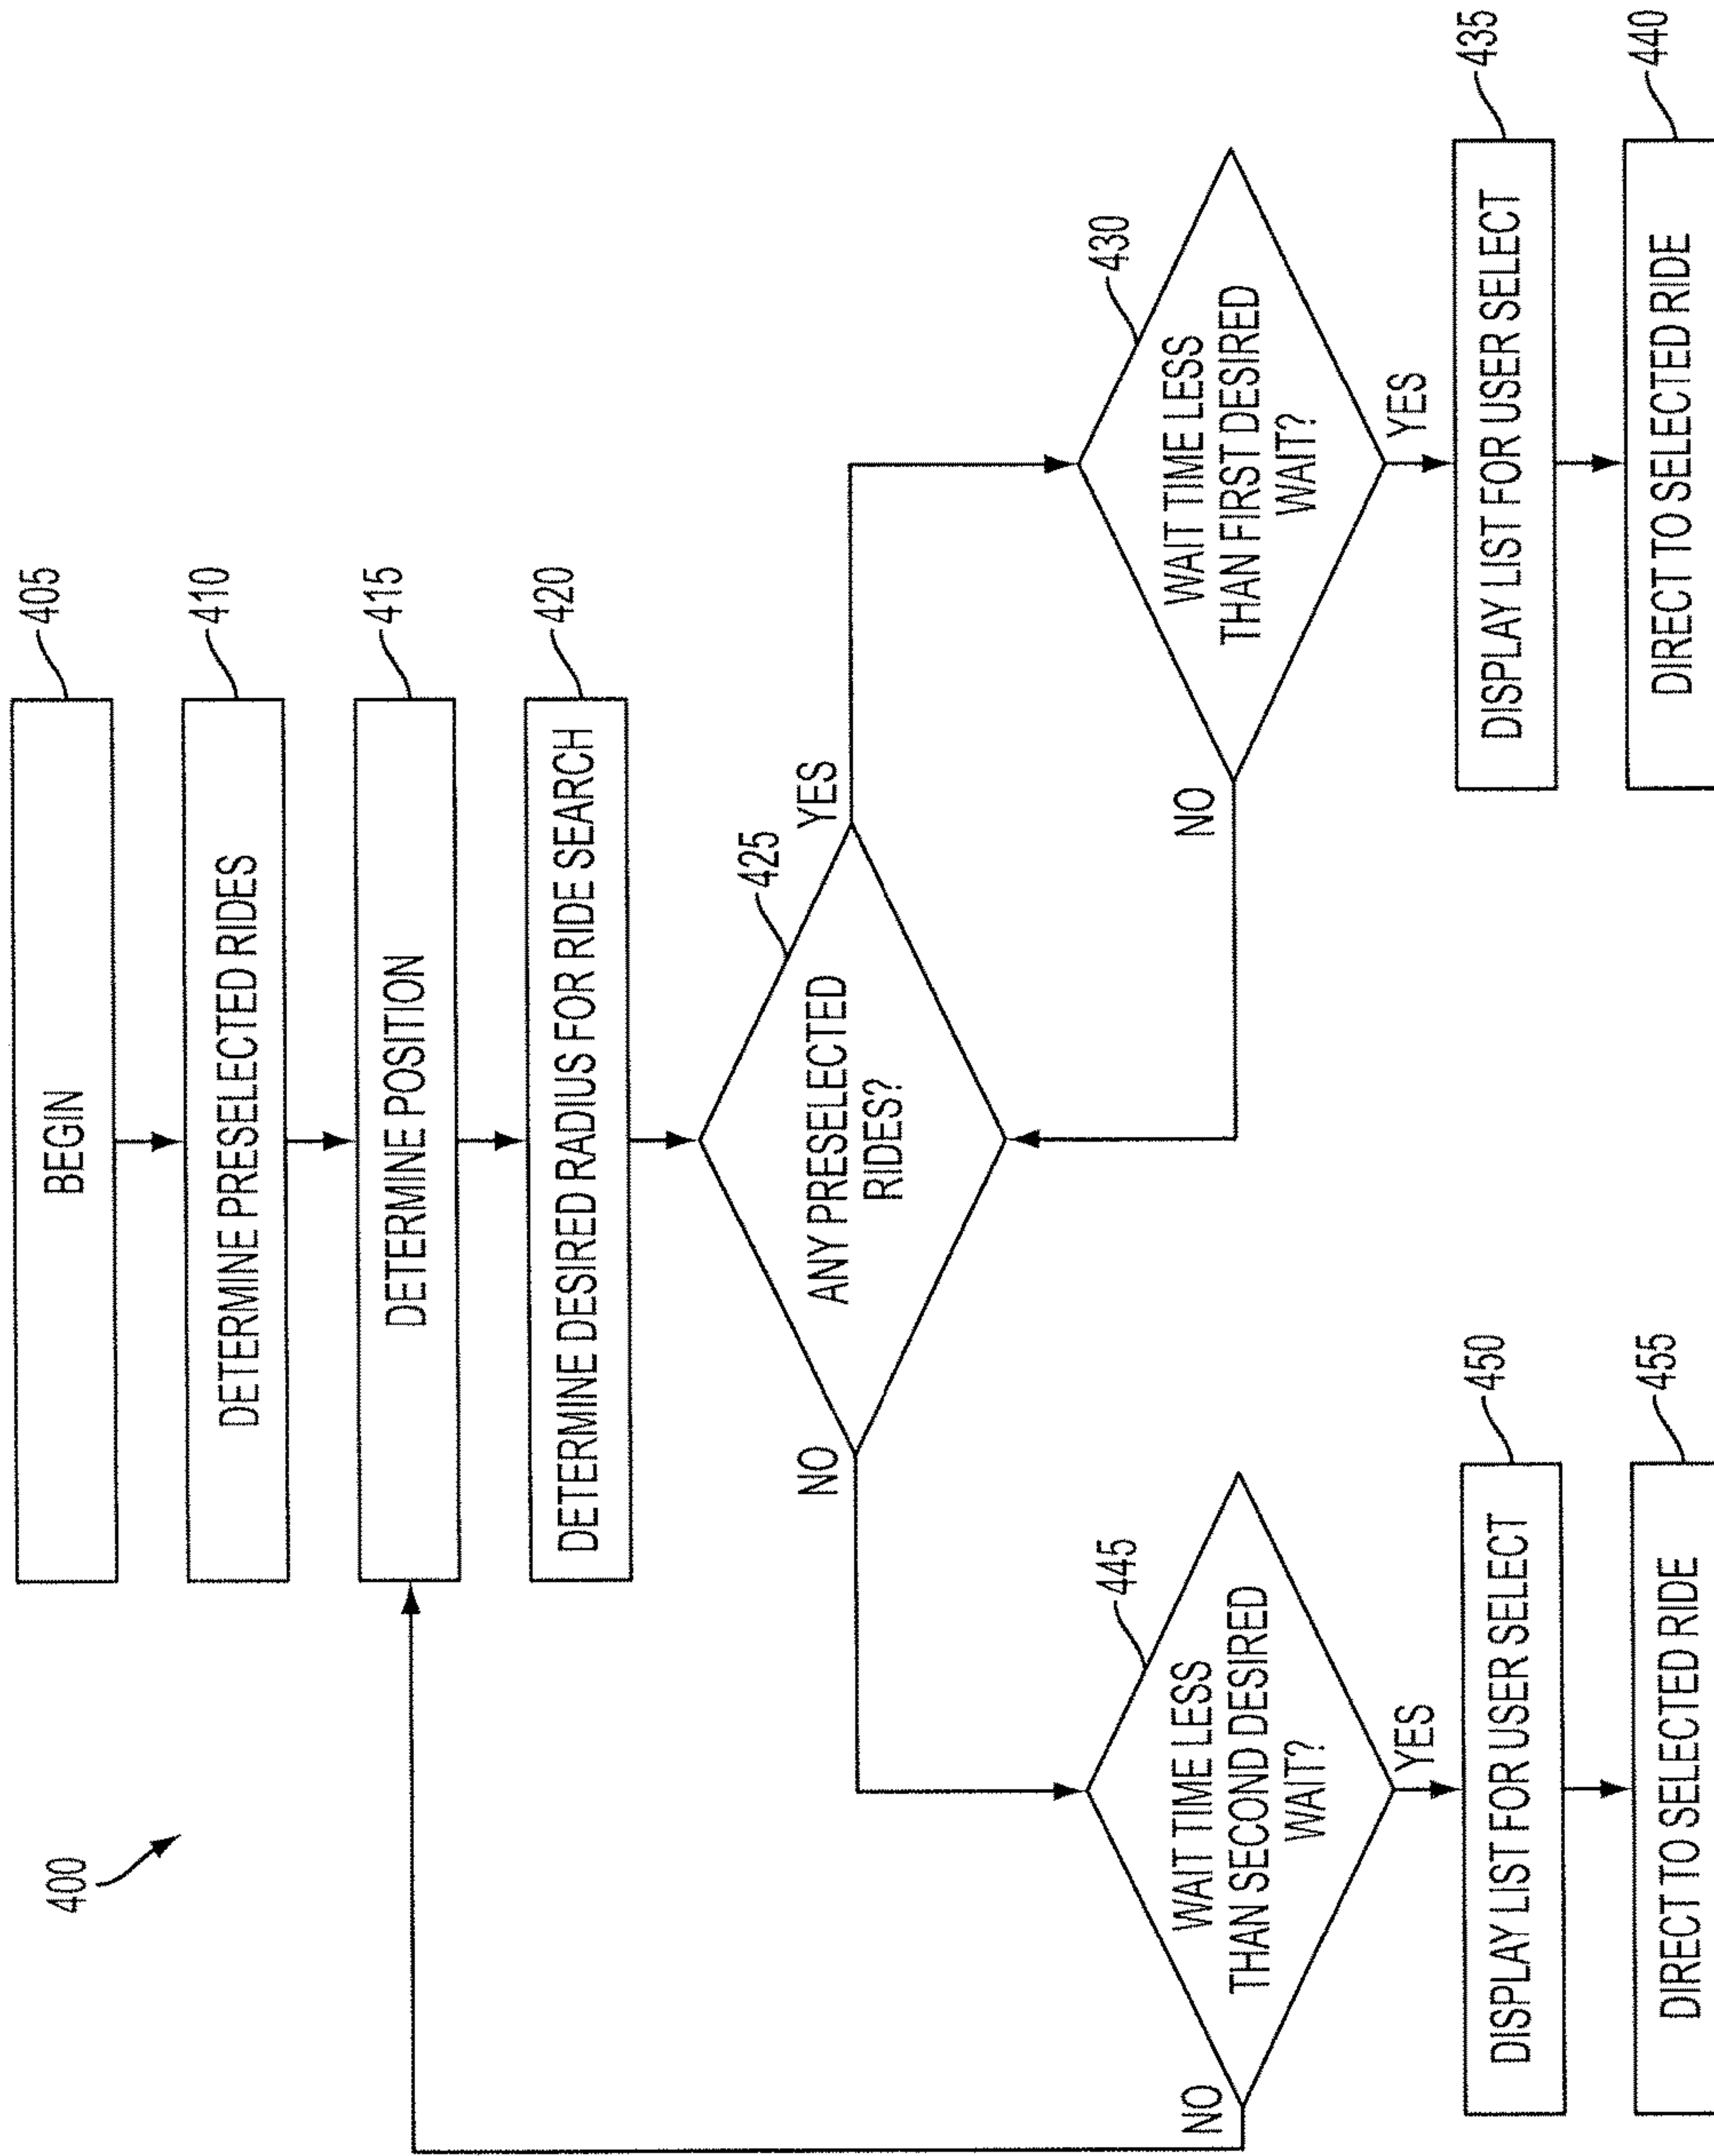 400
BEGIN
405
DETERMINE PRESELECTED RIDES
410
DETERMINE POSITION
415
DETERMINE DESIRED RADIUS FOR RIDE SEARCH
420
ANY PRESELECTED
RIDES?
425
NO
YES
WAIT TIME LESS
THAN SECOND DESIRED
WAIT?
445
NO
YES
DISPLAY LIST FOR USER SELECT
450
DIRECT TO SELECTED RIDE
455
WAIT TIME LESS
THAN FIRST DESIRED
WAIT?
430
NO
YES
DISPLAY LIST FOR USER SELECT
435
DIRECT TO SELECTED RIDE
440